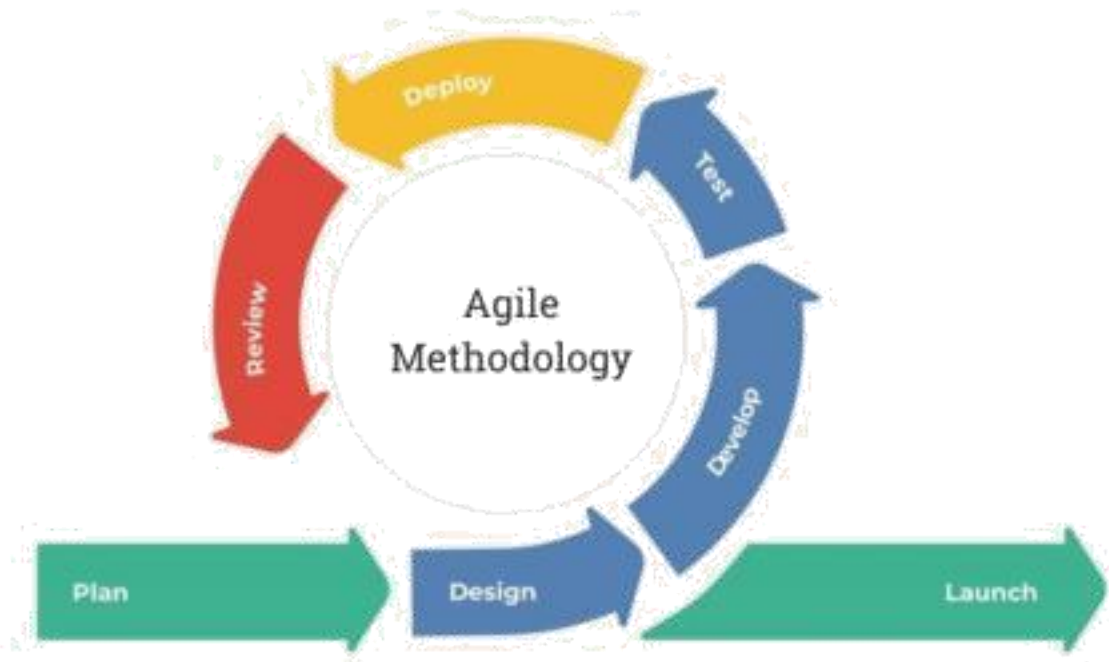 Deploy
Test
Review
Agile
Methodology
Develop
Plan
Design
Launch